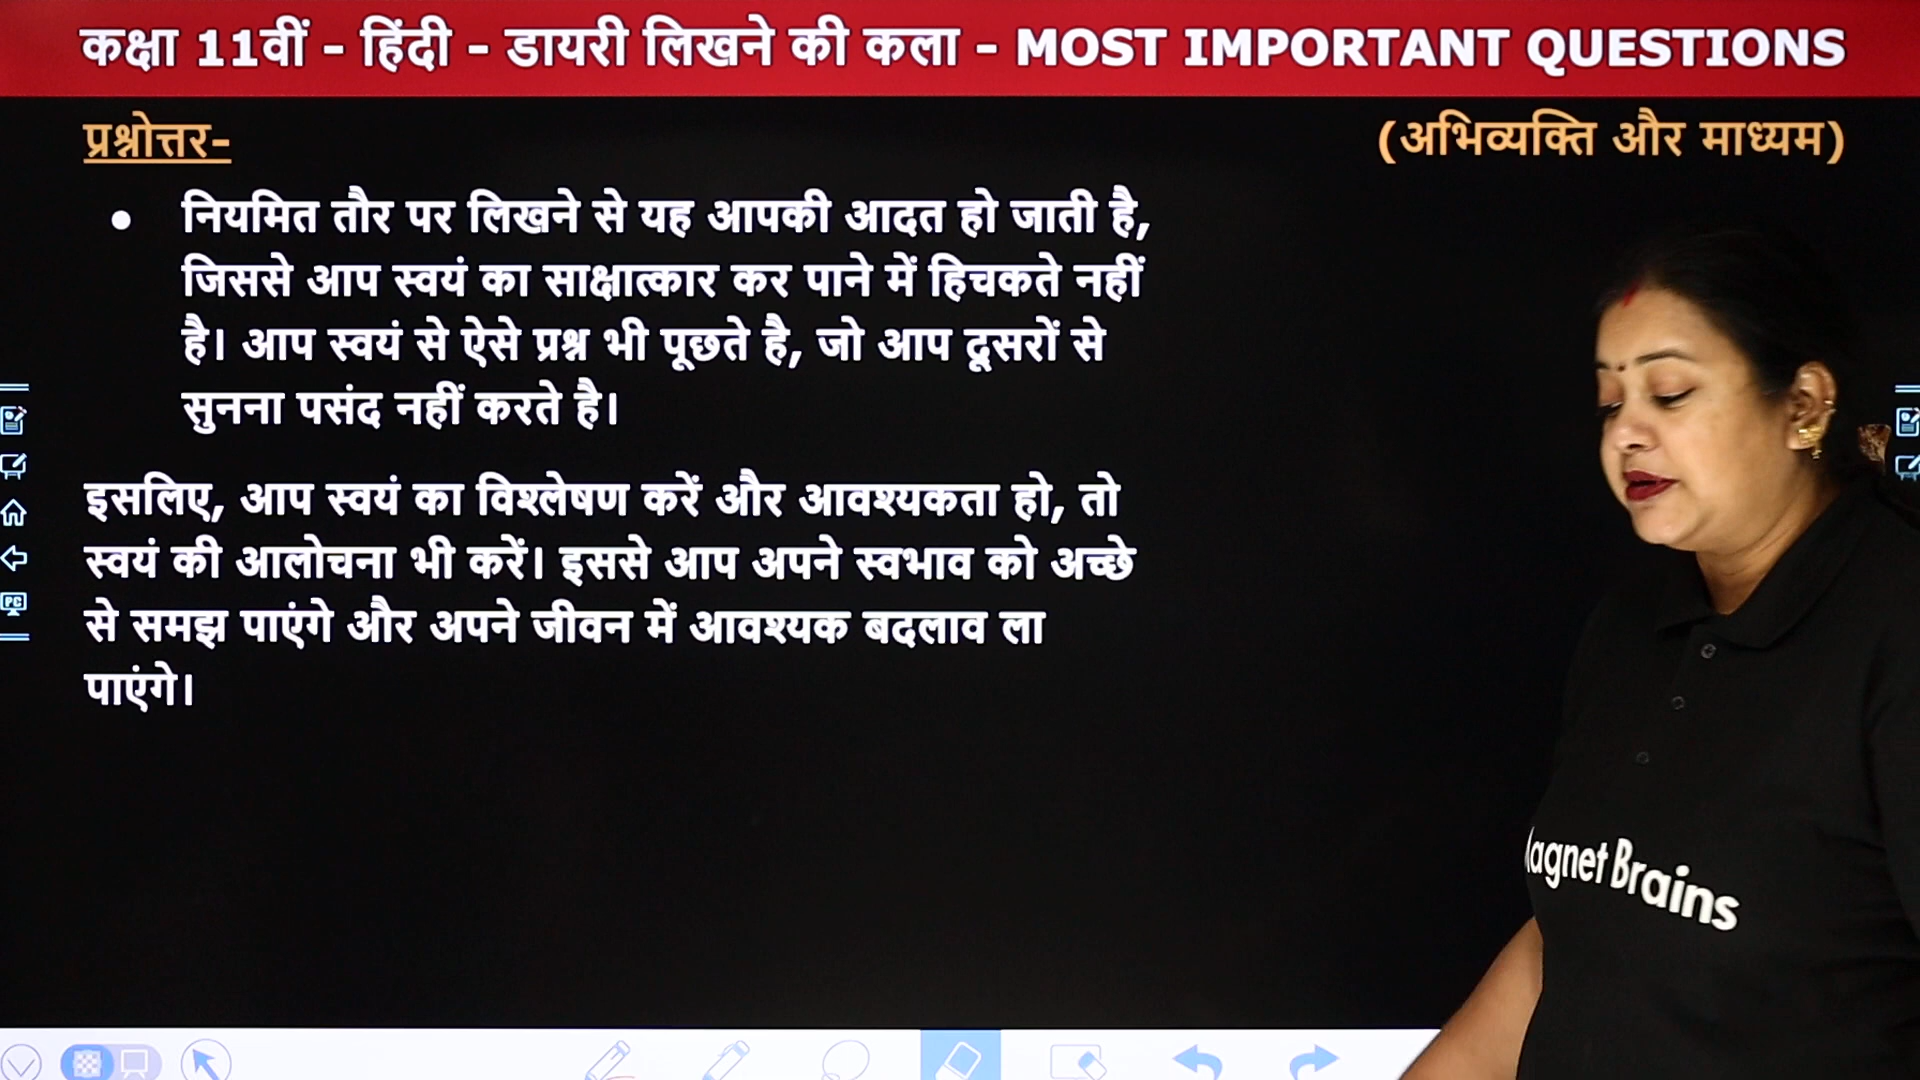 कक्षा 11वीं - हिंदी - डायरी लिखने की कला - MOST IMPORTANT QUESTIONS
प्रश्नोत्तर-
(अभिव्यक्ति और माध्यम)
• नियमित तौर पर लिखने से यह आपकी आदत हो जाती है,
जिससे आप स्वयं का साक्षात्कार कर पाने में हिचकते नहीं
है। आप स्वयं से ऐसे प्रश्न भी पूछते है, जो आप दूसरों से
सुनना पसंद नहीं करते है।
इसलिए, आप स्वयं का विश्लेषण करें और आवश्यकता हो, तो
स्वयं की आलोचना भी करें। इससे आप अपने स्वभाव को अच्छे
से समझ पाएंगे और अपने जीवन में आवश्यक बदलाव ला
पाएंगे।
PC
agnet Brains